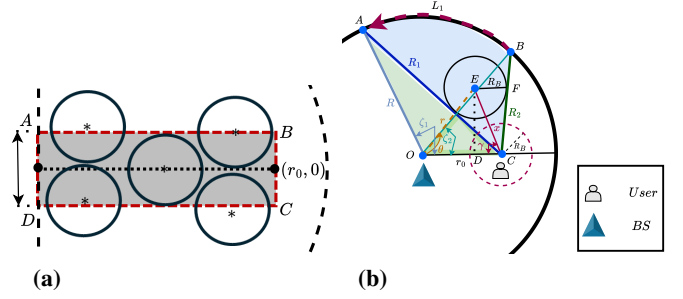 A
B
(r₀, 0)
D
C
(a)
L₁
A
B
R₁
E
R_B
F
R
r
R₂
ζ₁
ζ₂
x
θ
γ
R_B
O
r₀
D
C
(b)
User
BS